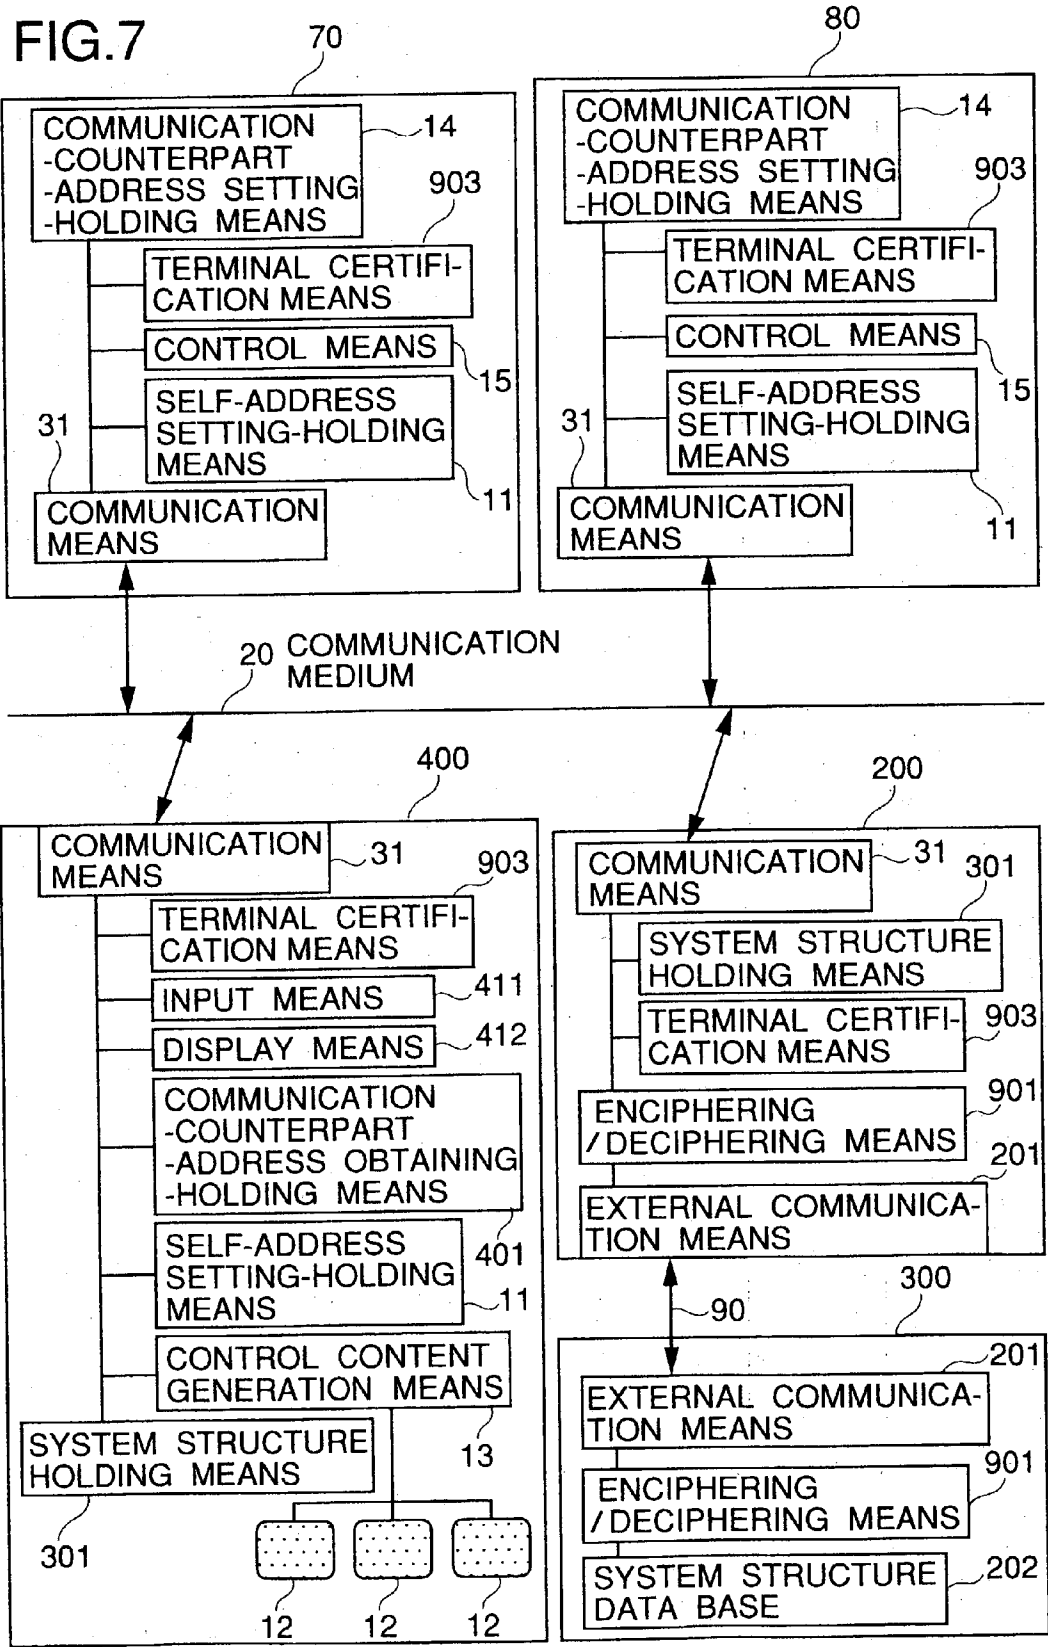 FIG.7
70
COMMUNICATION
-COUNTERPART
-ADDRESS SETTING
-HOLDING MEANS
14
903
TERMINAL CERTIFI-
CATION MEANS
CONTROL MEANS
15
SELF-ADDRESS
SETTING-HOLDING
MEANS
31
11
COMMUNICATION
MEANS
80
COMMUNICATION
-COUNTERPART
-ADDRESS SETTING
-HOLDING MEANS
14
903
TERMINAL CERTIFI-
CATION MEANS
CONTROL MEANS
15
SELF-ADDRESS
SETTING-HOLDING
MEANS
31
11
COMMUNICATION
MEANS
20 COMMUNICATION
MEDIUM
400
COMMUNICATION
MEANS
31
903
TERMINAL CERTIFI-
CATION MEANS
INPUT MEANS
411
DISPLAY MEANS
412
COMMUNICATION
-COUNTERPART
-ADDRESS OBTAINING
-HOLDING MEANS
401
SELF-ADDRESS
SETTING-HOLDING
MEANS
11
CONTROL CONTENT
GENERATION MEANS
13
SYSTEM STRUCTURE
HOLDING MEANS
301
12
12
12
200
COMMUNICATION
MEANS
31
301
SYSTEM STRUCTURE
HOLDING MEANS
TERMINAL CERTIFI-
CATION MEANS
903
ENCIPHERING
/DECIPHERING MEANS
901
201
EXTERNAL COMMUNICA-
TION MEANS
90
300
201
EXTERNAL COMMUNICA-
TION MEANS
901
ENCIPHERING
/DECIPHERING MEANS
SYSTEM STRUCTURE
DATA BASE
202